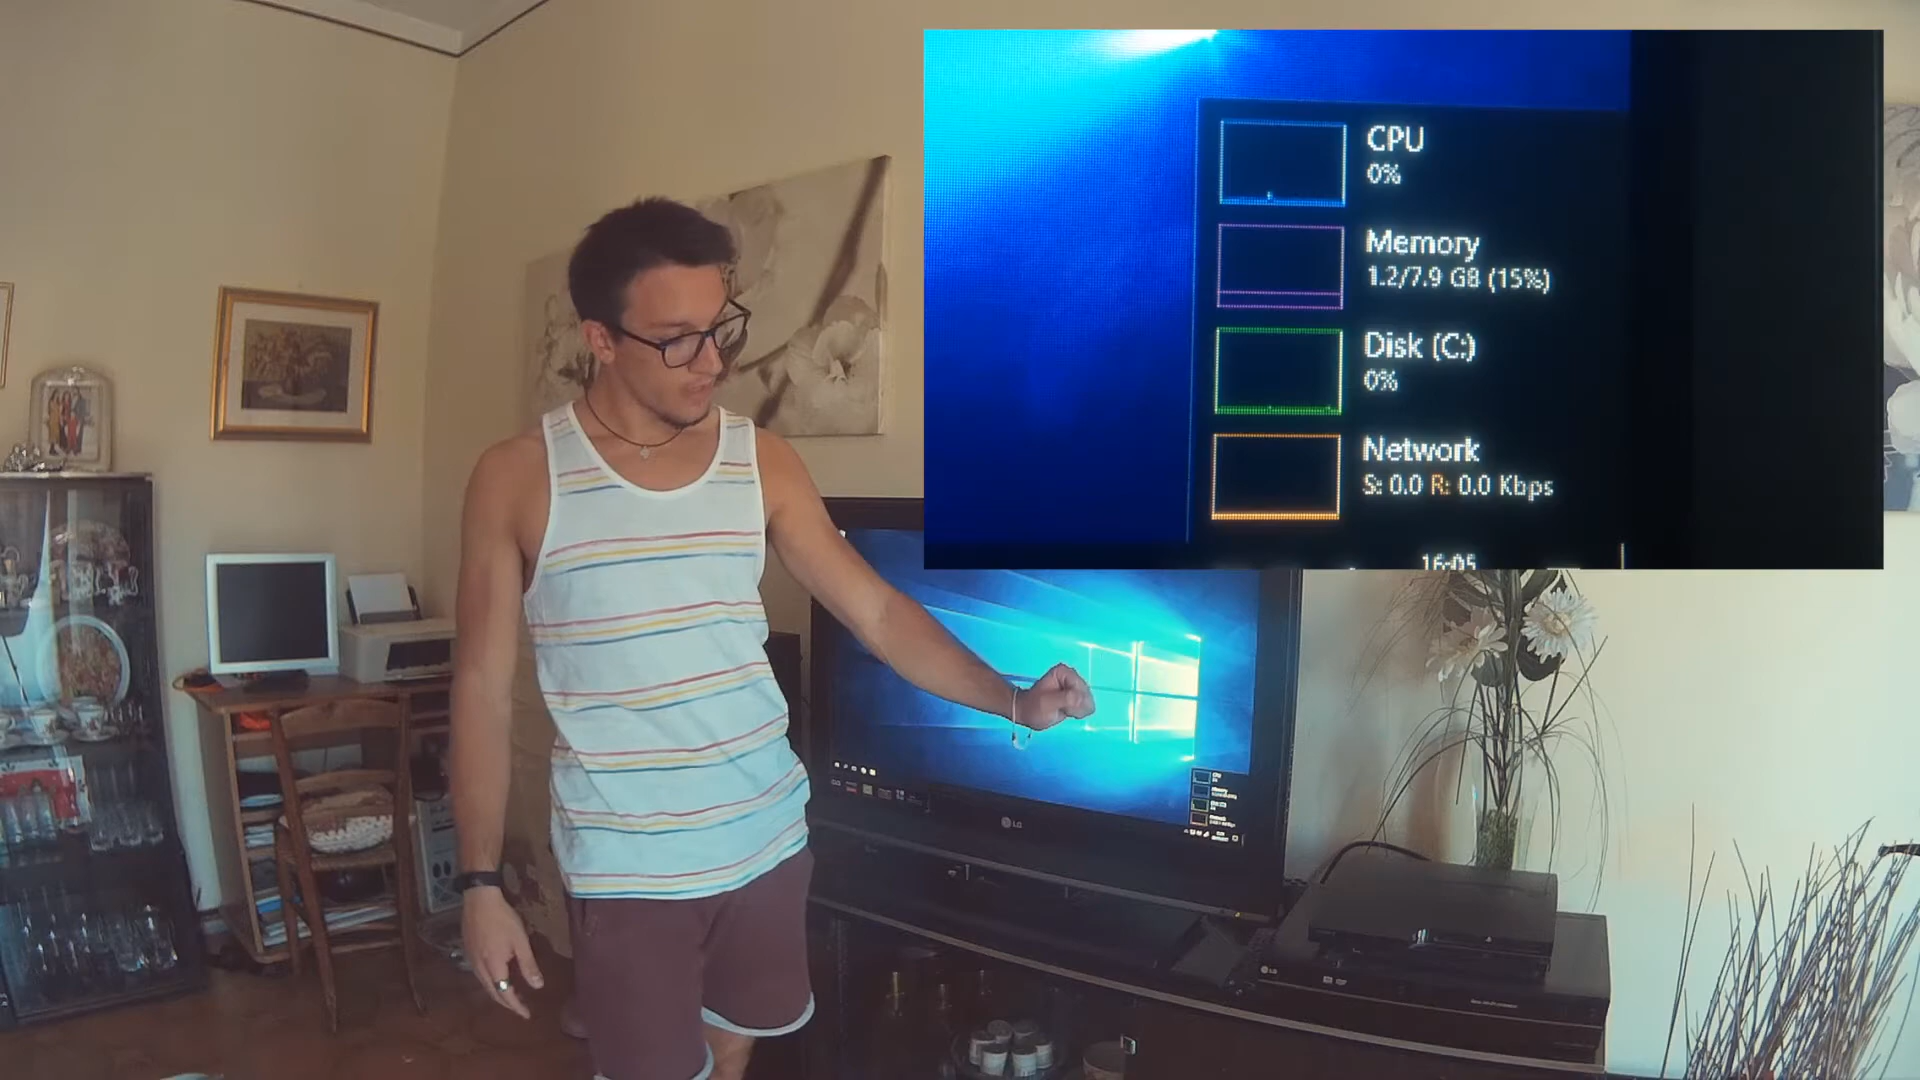 CPU
0%
Memory
1.2/7.9 GB (15%)
Disk (C:)
0%
Network
S: 0.0 R: 0.0 Kbps
16:05
LG
LG